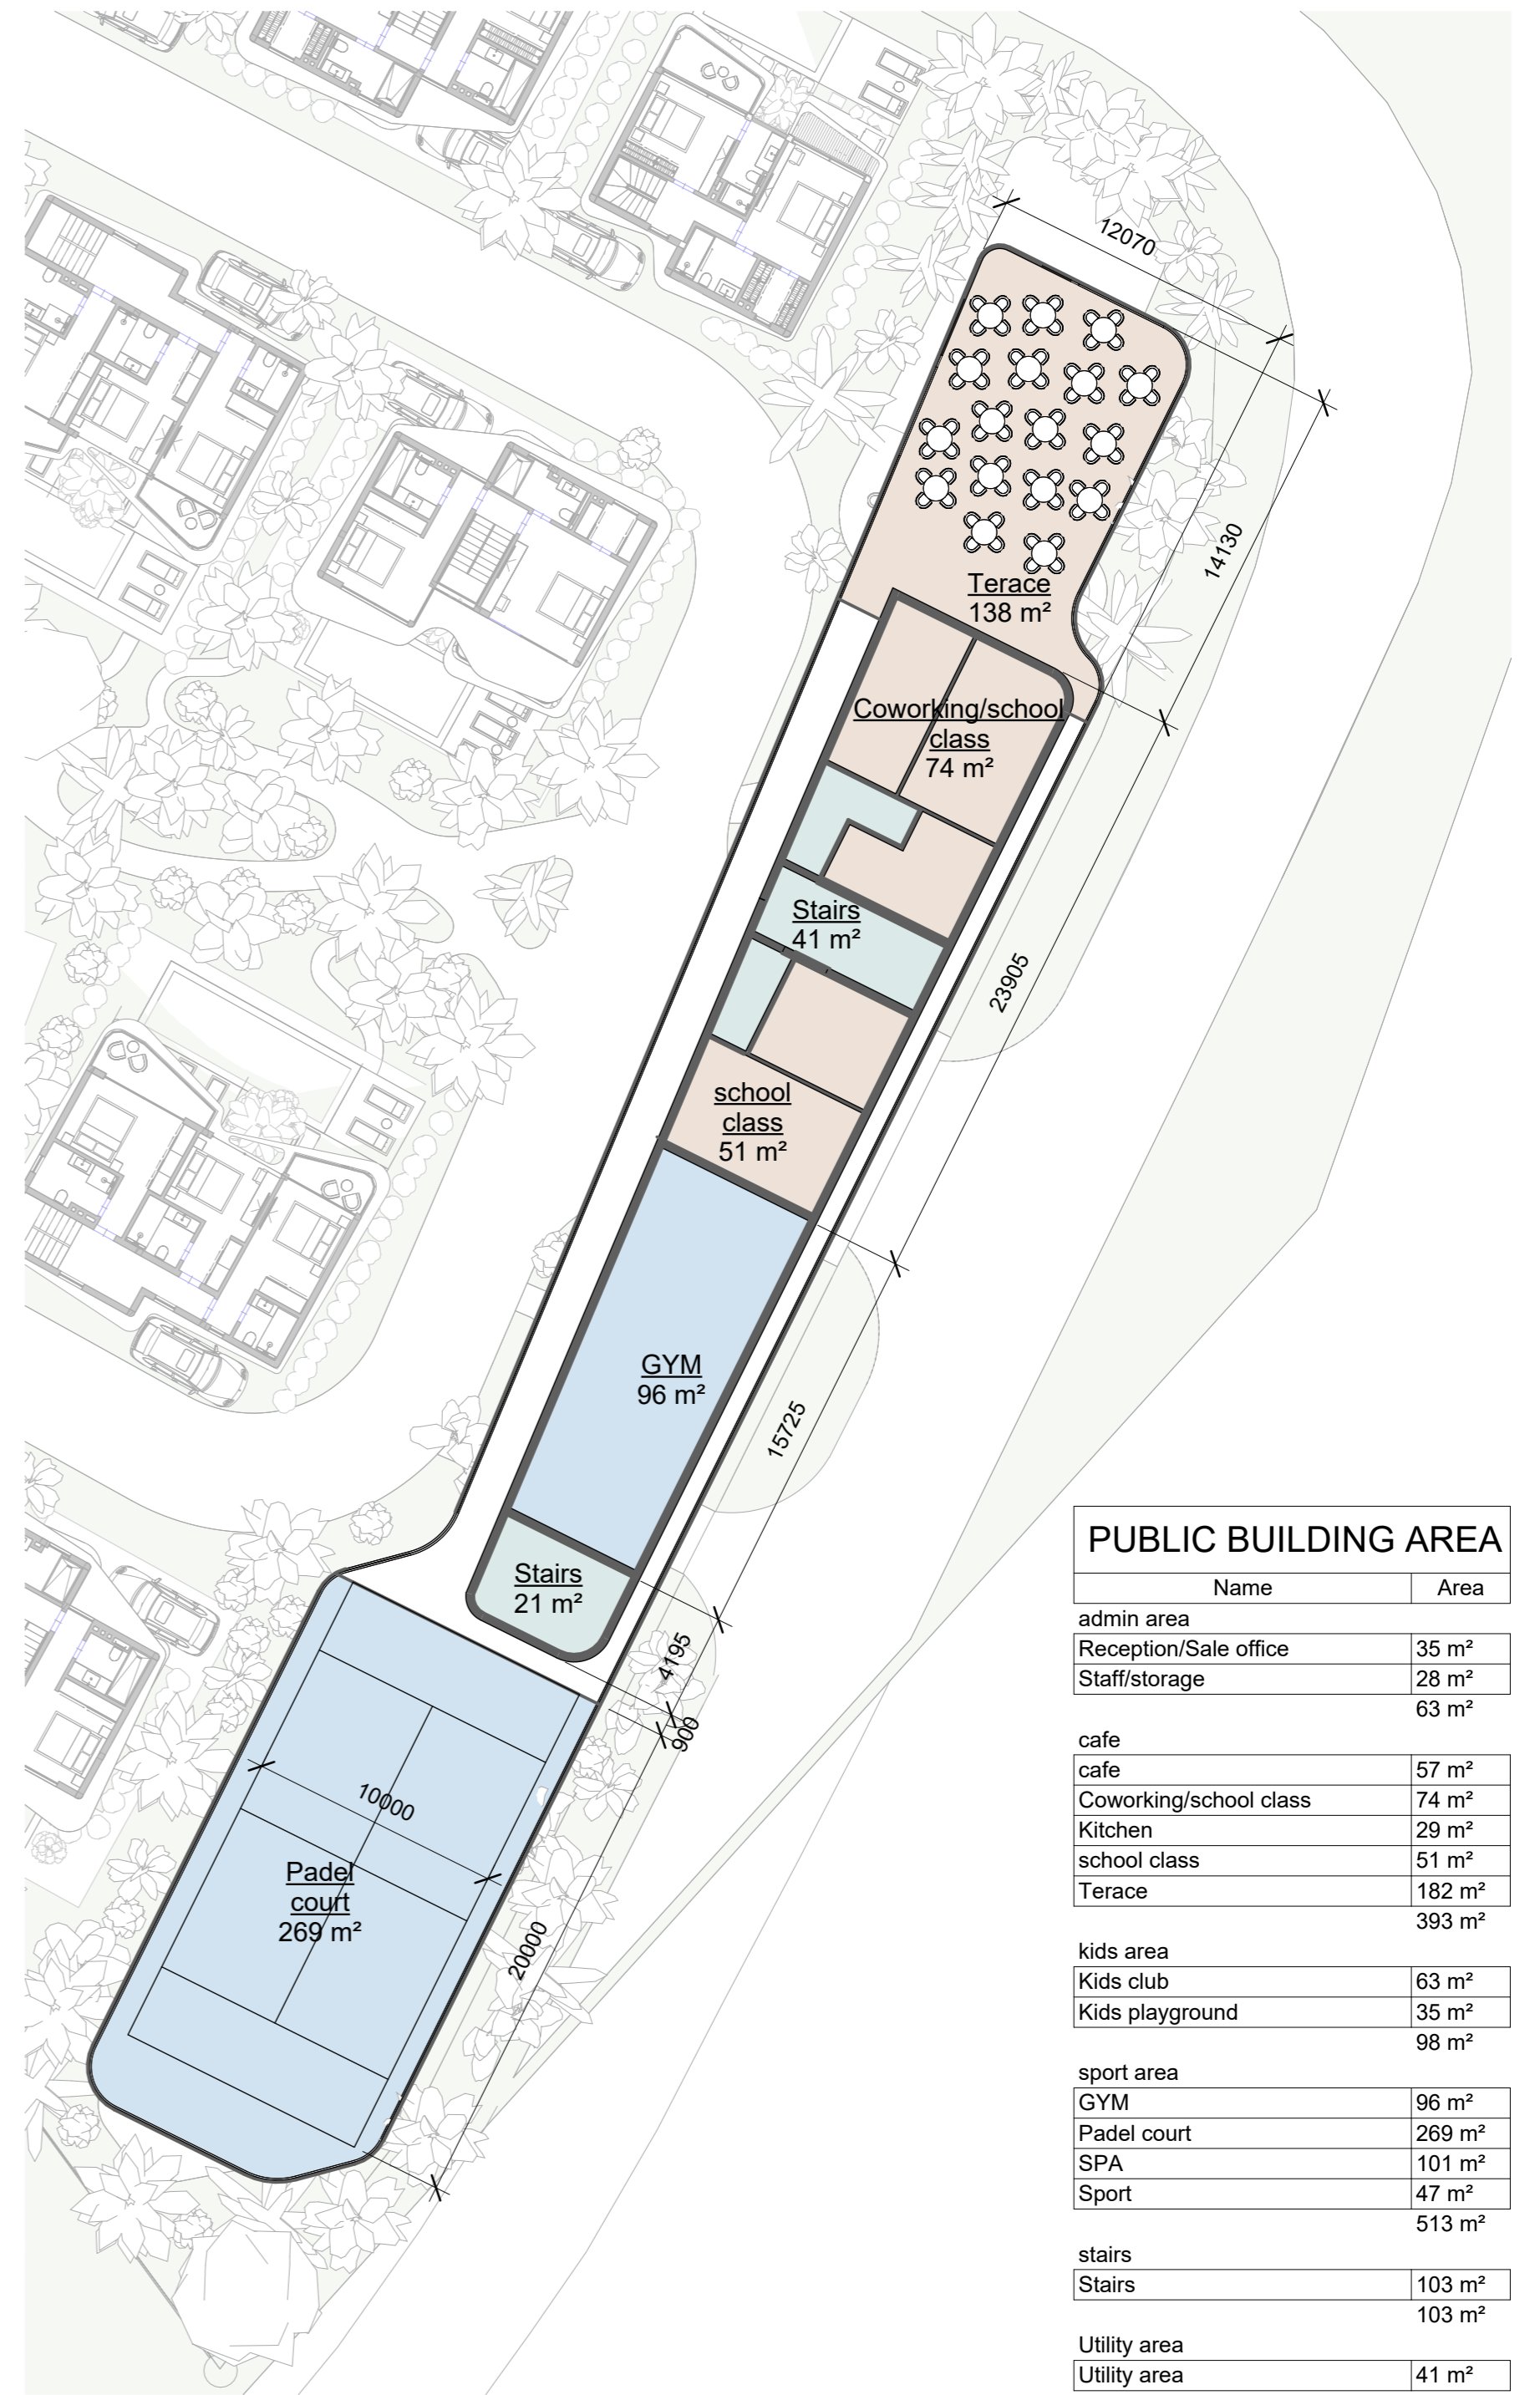 12070
14130
Terace
138 m²
Coworking/school
class
74 m²
Stairs
41 m²
23905
school
class
51 m²
GYM
96 m²
15725
Stairs
21 m²
4195
900
10000
Padel
court
269 m²
20000
PUBLIC BUILDING AREA
Name Area
admin area
Reception/Sale office 35 m²
Staff/storage 28 m²
63 m²
cafe
cafe 57 m²
Coworking/school class 74 m²
Kitchen 29 m²
school class 51 m²
Terace 182 m²
393 m²
kids area
Kids club 63 m²
Kids playground 35 m²
98 m²
sport area
GYM 96 m²
Padel court 269 m²
SPA 101 m²
Sport 47 m²
513 m²
stairs
Stairs 103 m²
103 m²
Utility area
Utility area 41 m²